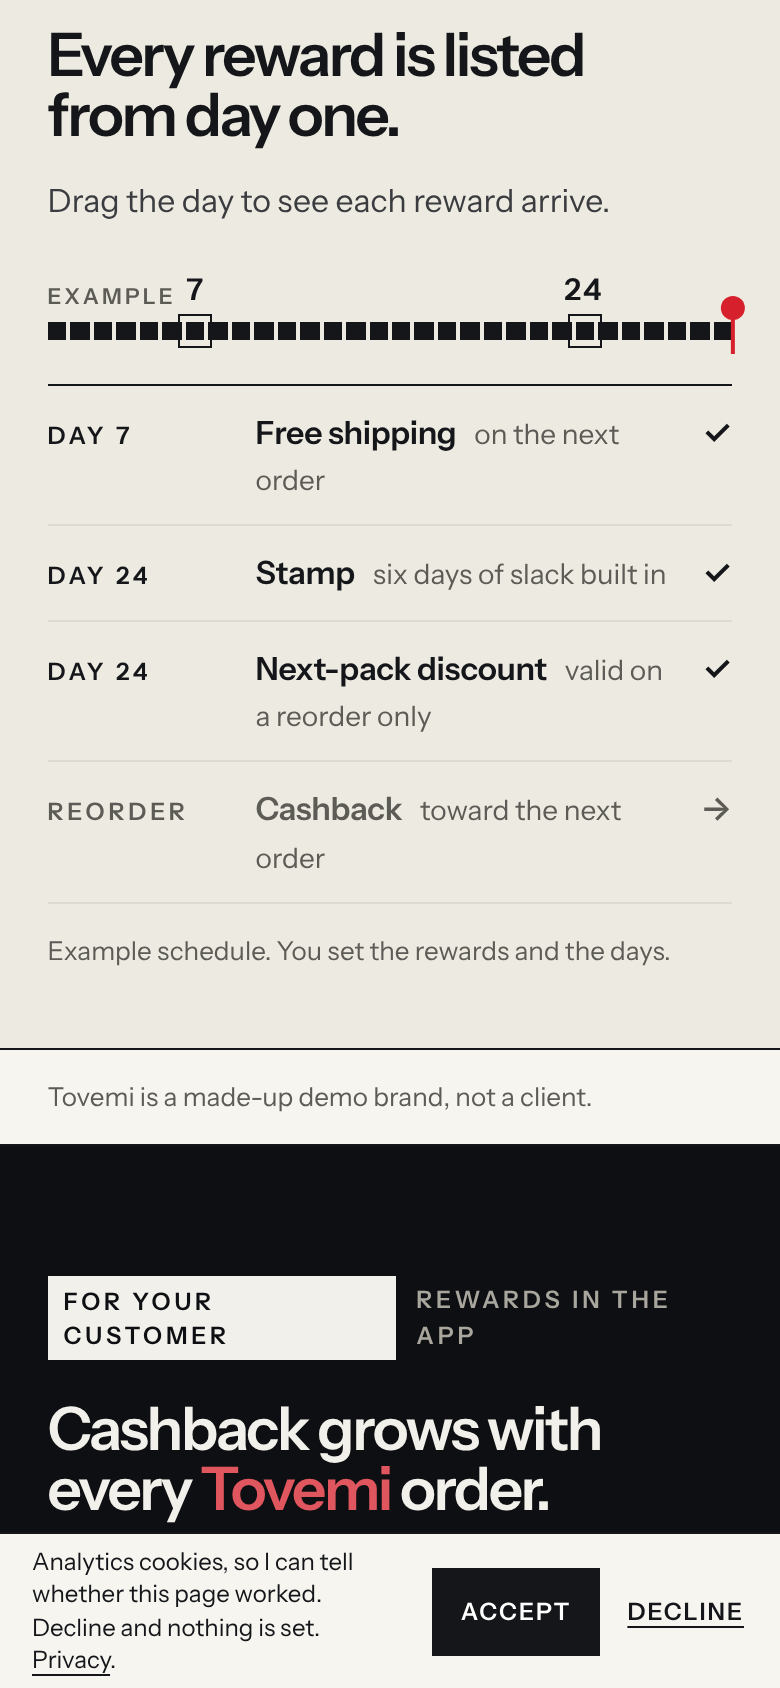 Every reward is listed
from day one.
Drag the day to see each reward arrive.
EXAMPLE 7 24
DAY 7 Free shipping on the next
order
DAY 24 Stamp six days of slack built in
DAY 24 Next-pack discount valid on
a reorder only
REORDER Cashback toward the next
order
Example schedule. You set the rewards and the days.
Tovemi is a made-up demo brand, not a client.
FOR YOUR
CUSTOMER
REWARDS IN THE
APP
Cashback grows with
every Tovemi order.
Analytics cookies, so I can tell
whether this page worked.
Decline and nothing is set.
Privacy.
ACCEPT DECLINE